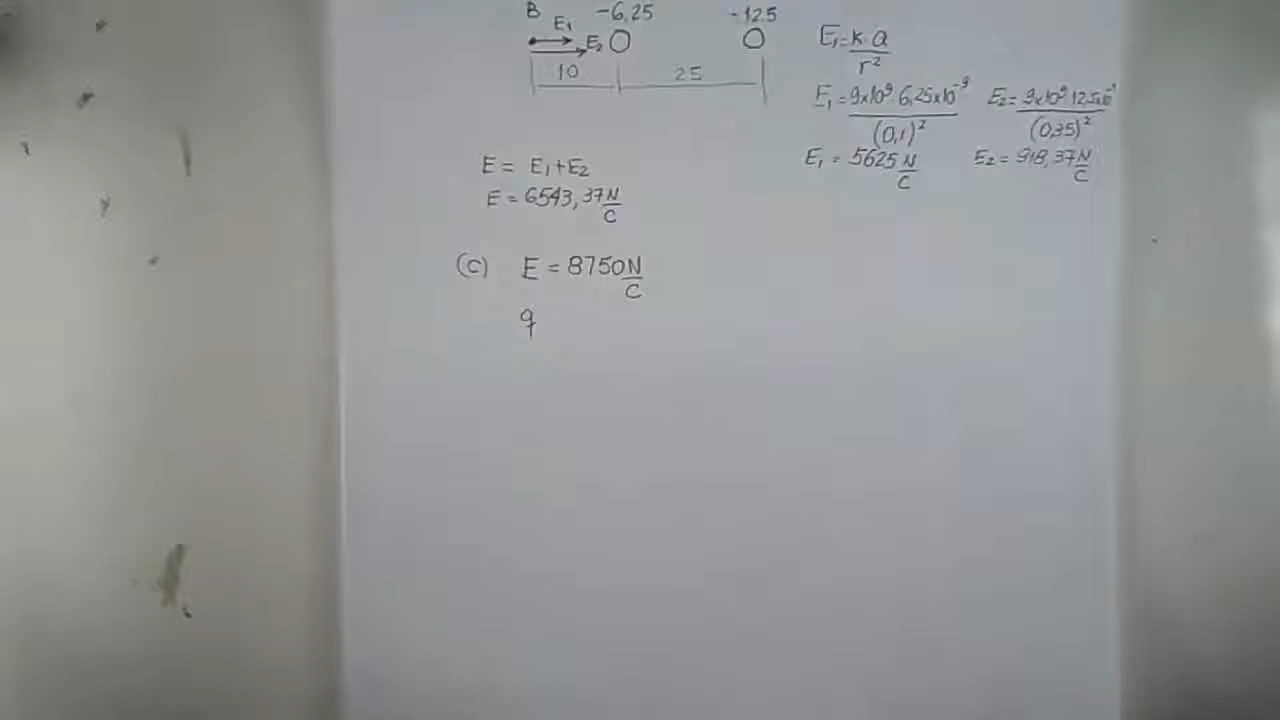 B -6,25 -12.5
E₁ E₂
10 25
E₁ = K.Q / r²
E₁ = 9x10⁹.6,25x10⁻⁹ / (0,1)² E₂ = 9x10⁹ 12,5x10⁻⁹ / (0,35)²
E₁ = 5625 N/C E₂ = 918,37 N/C
E = E₁+E₂
E = 6543,37 N/C
(C) E = 8750 N/C
q